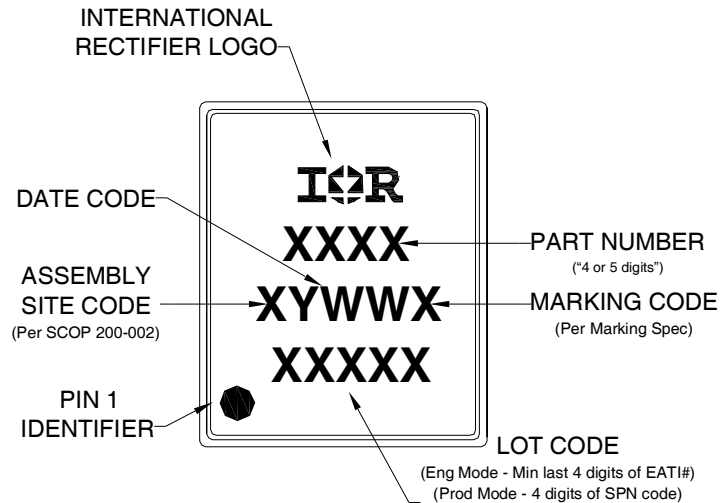 INTERNATIONAL
RECTIFIER LOGO
IOR
DATE CODE
XXXX
PART NUMBER
(“4 or 5 digits”)
ASSEMBLY
SITE CODE
(Per SCOP 200-002)
XYWWX
MARKING CODE
(Per Marking Spec)
XXXXX
PIN 1
IDENTIFIER
LOT CODE
(Eng Mode - Min last 4 digits of EATI#)
(Prod Mode - 4 digits of SPN code)